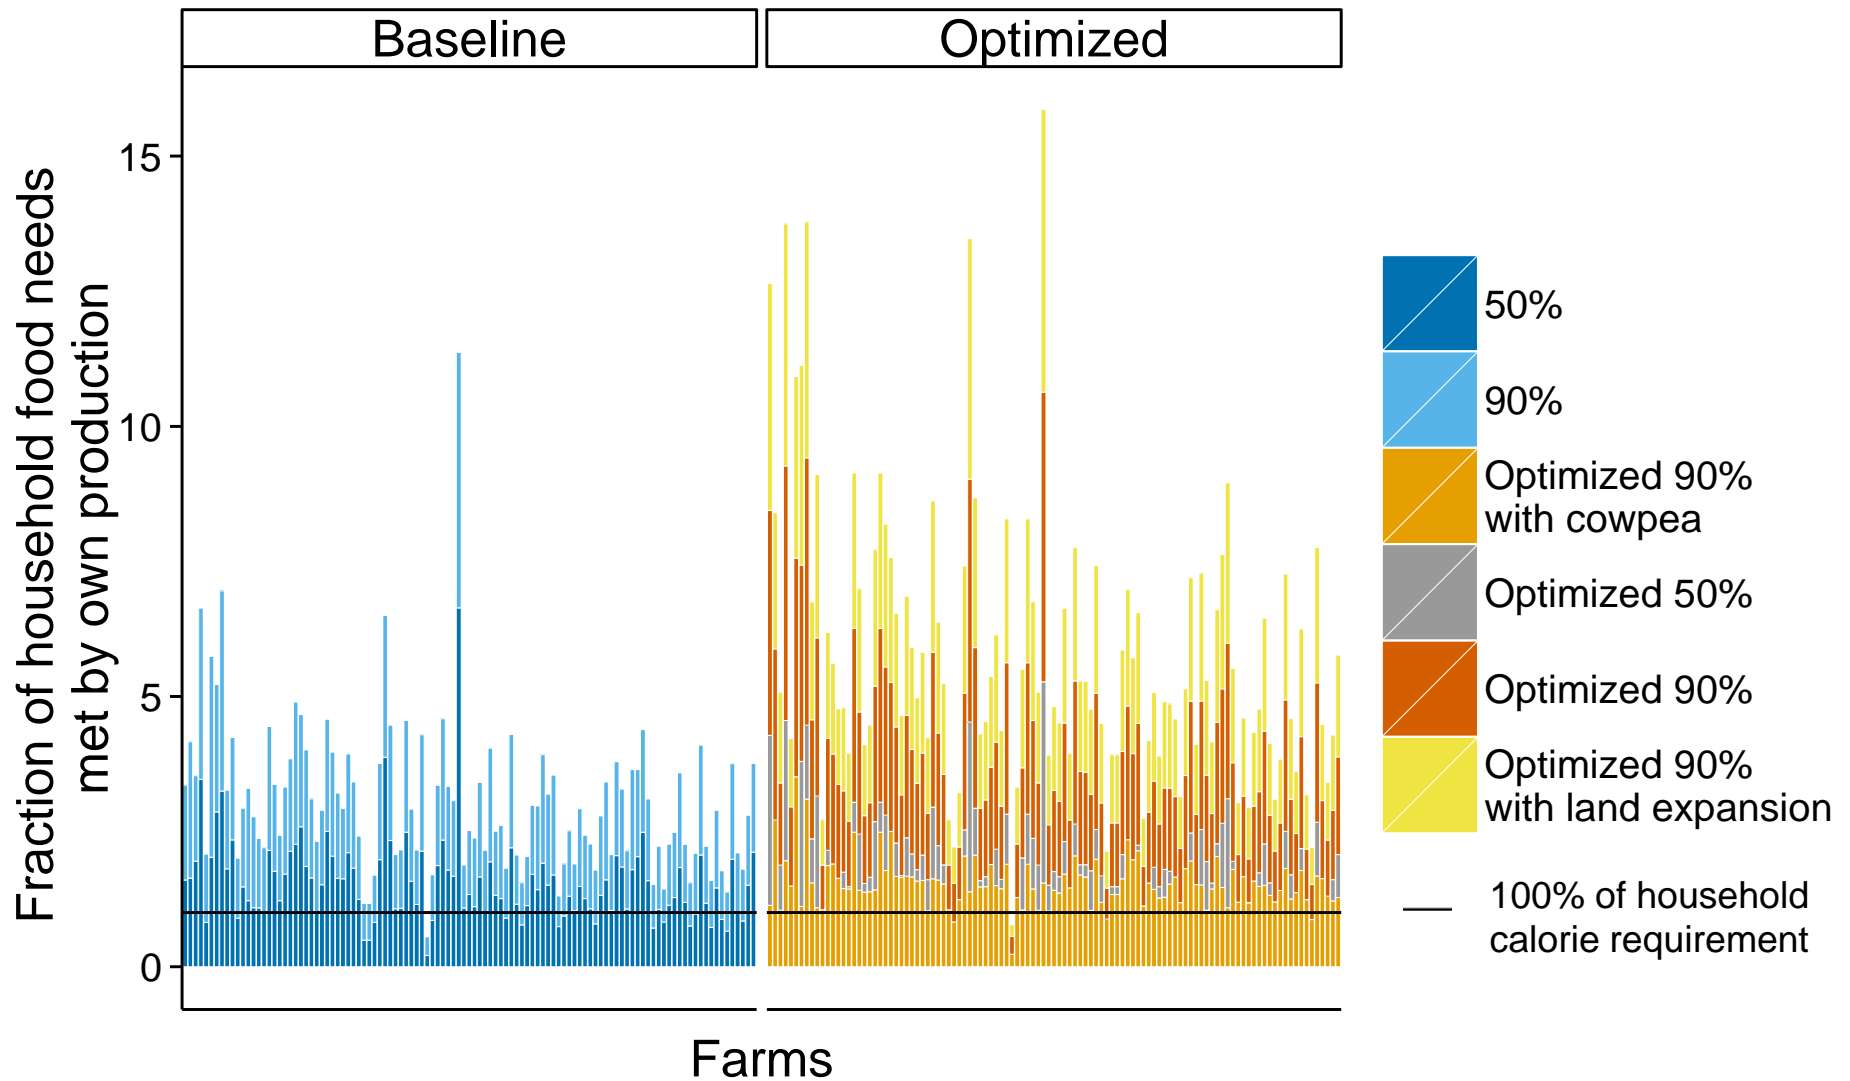 Baseline
Optimized
Fraction of household food needs
met by own production
15
10
5
0
Farms
50%
90%
Optimized 90%
with cowpea
Optimized 50%
Optimized 90%
Optimized 90%
with land expansion
100% of household
calorie requirement